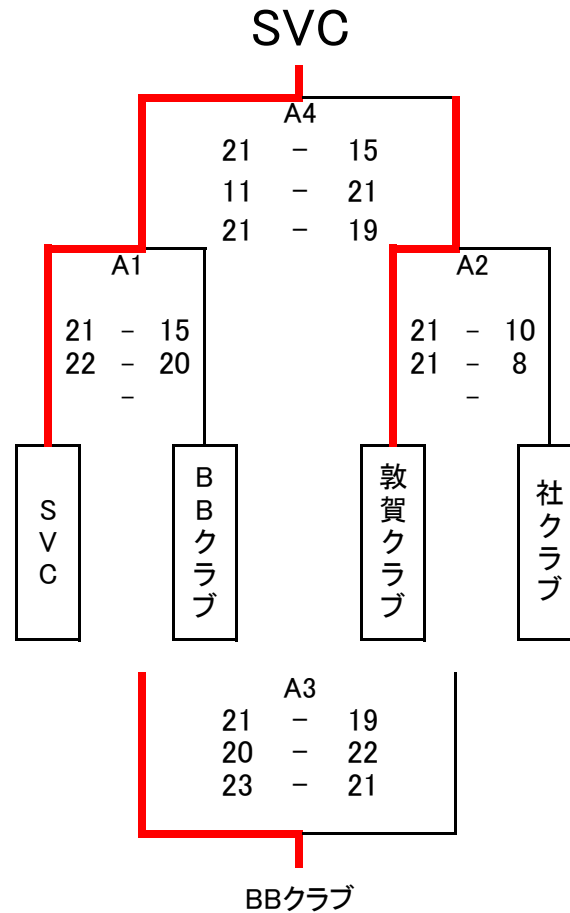 SVC
A4
21 － 15
11 － 21
21 － 19
A1
A2
21 － 15
22 － 20
－
21 － 10
21 － 8
－
SVC
BBクラブ
敦賀クラブ
社クラブ
A3
21 － 19
20 － 22
23 － 21
BBクラブ